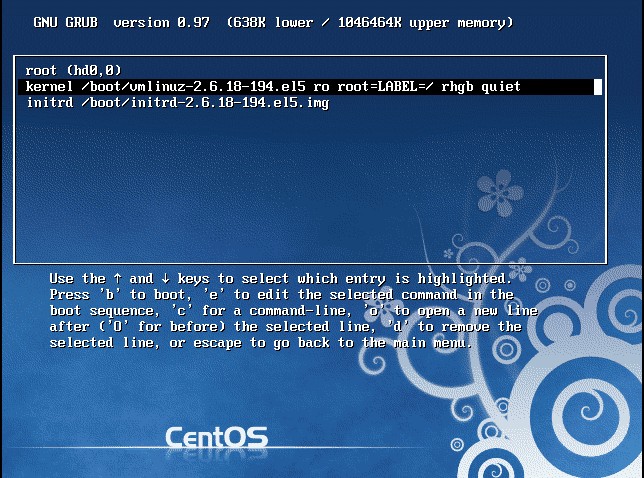 GNU GRUB  version 0.97  (638K lower / 1046464K upper memory)
root (hd0,0)
kernel /boot/vmlinuz-2.6.18-194.el5 ro root=LABEL=/ rhgb quiet
initrd /boot/initrd-2.6.18-194.el5.img
Use the ↑ and ↓ keys to select which entry is highlighted.
Press 'b' to boot, 'e' to edit the selected command in the
boot sequence, 'c' for a command-line, 'o' to open a new line
after ('O' for before) the selected line, 'd' to remove the
selected line, or escape to go back to the main menu.
CentOS